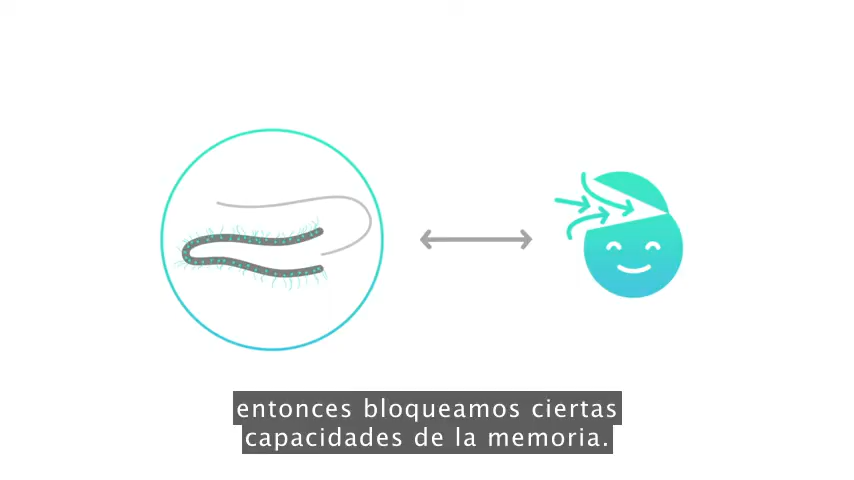 entonces bloqueamos ciertas
capacidades de la memoria.